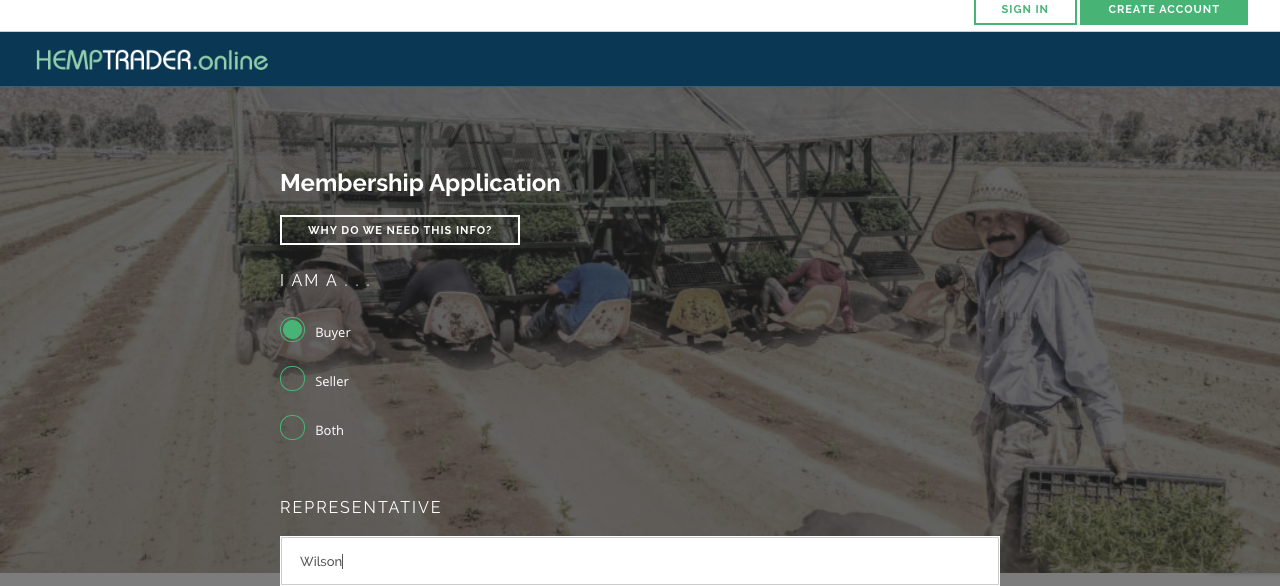 SIGN IN
CREATE ACCOUNT
HEMPTRADER.online
Membership Application
WHY DO WE NEED THIS INFO?
I AM A . . .
Buyer
Seller
Both
REPRESENTATIVE
Wilson